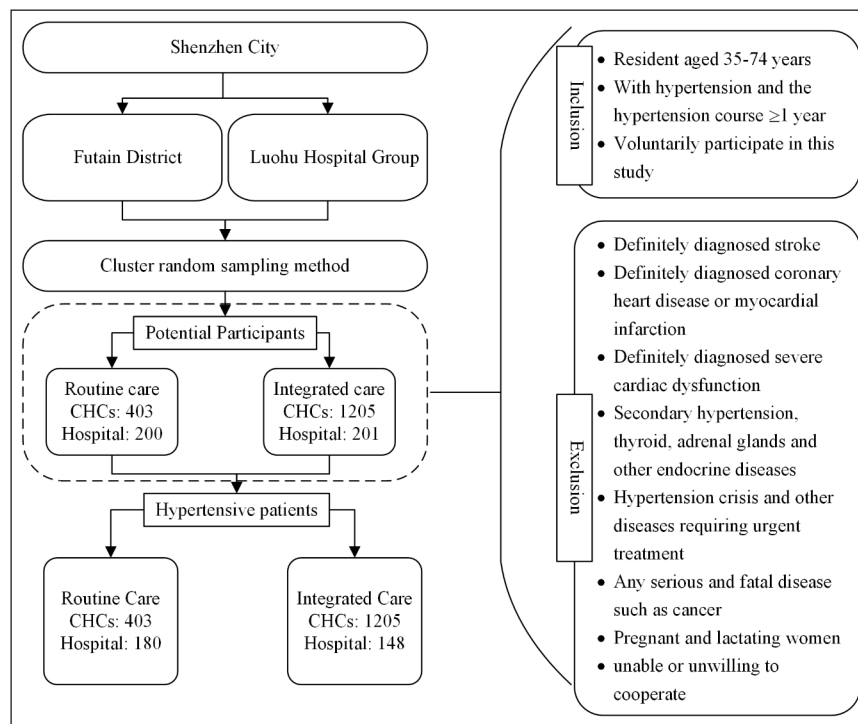 Shenzhen City
Futain District
Luohu Hospital Group
Cluster random sampling method
Potential Participants
Routine care
CHCs: 403
Hospital: 200
Integrated care
CHCs: 1205
Hospital: 201
Hypertensive patients
Routine Care
CHCs: 403
Hospital: 180
Integrated Care
CHCs: 1205
Hospital: 148
Inclusion
• Resident aged 35-74 years
• With hypertension and the
hypertension course ≥1 year
• Voluntarily participate in this
study
Exclusion
• Definitely diagnosed stroke
• Definitely diagnosed coronary
heart disease or myocardial
infarction
• Definitely diagnosed severe
cardiac dysfunction
• Secondary hypertension,
thyroid, adrenal glands and
other endocrine diseases
• Hypertension crisis and other
diseases requiring urgent
treatment
• Any serious and fatal disease
such as cancer
• Pregnant and lactating women
• unable or unwilling to
cooperate